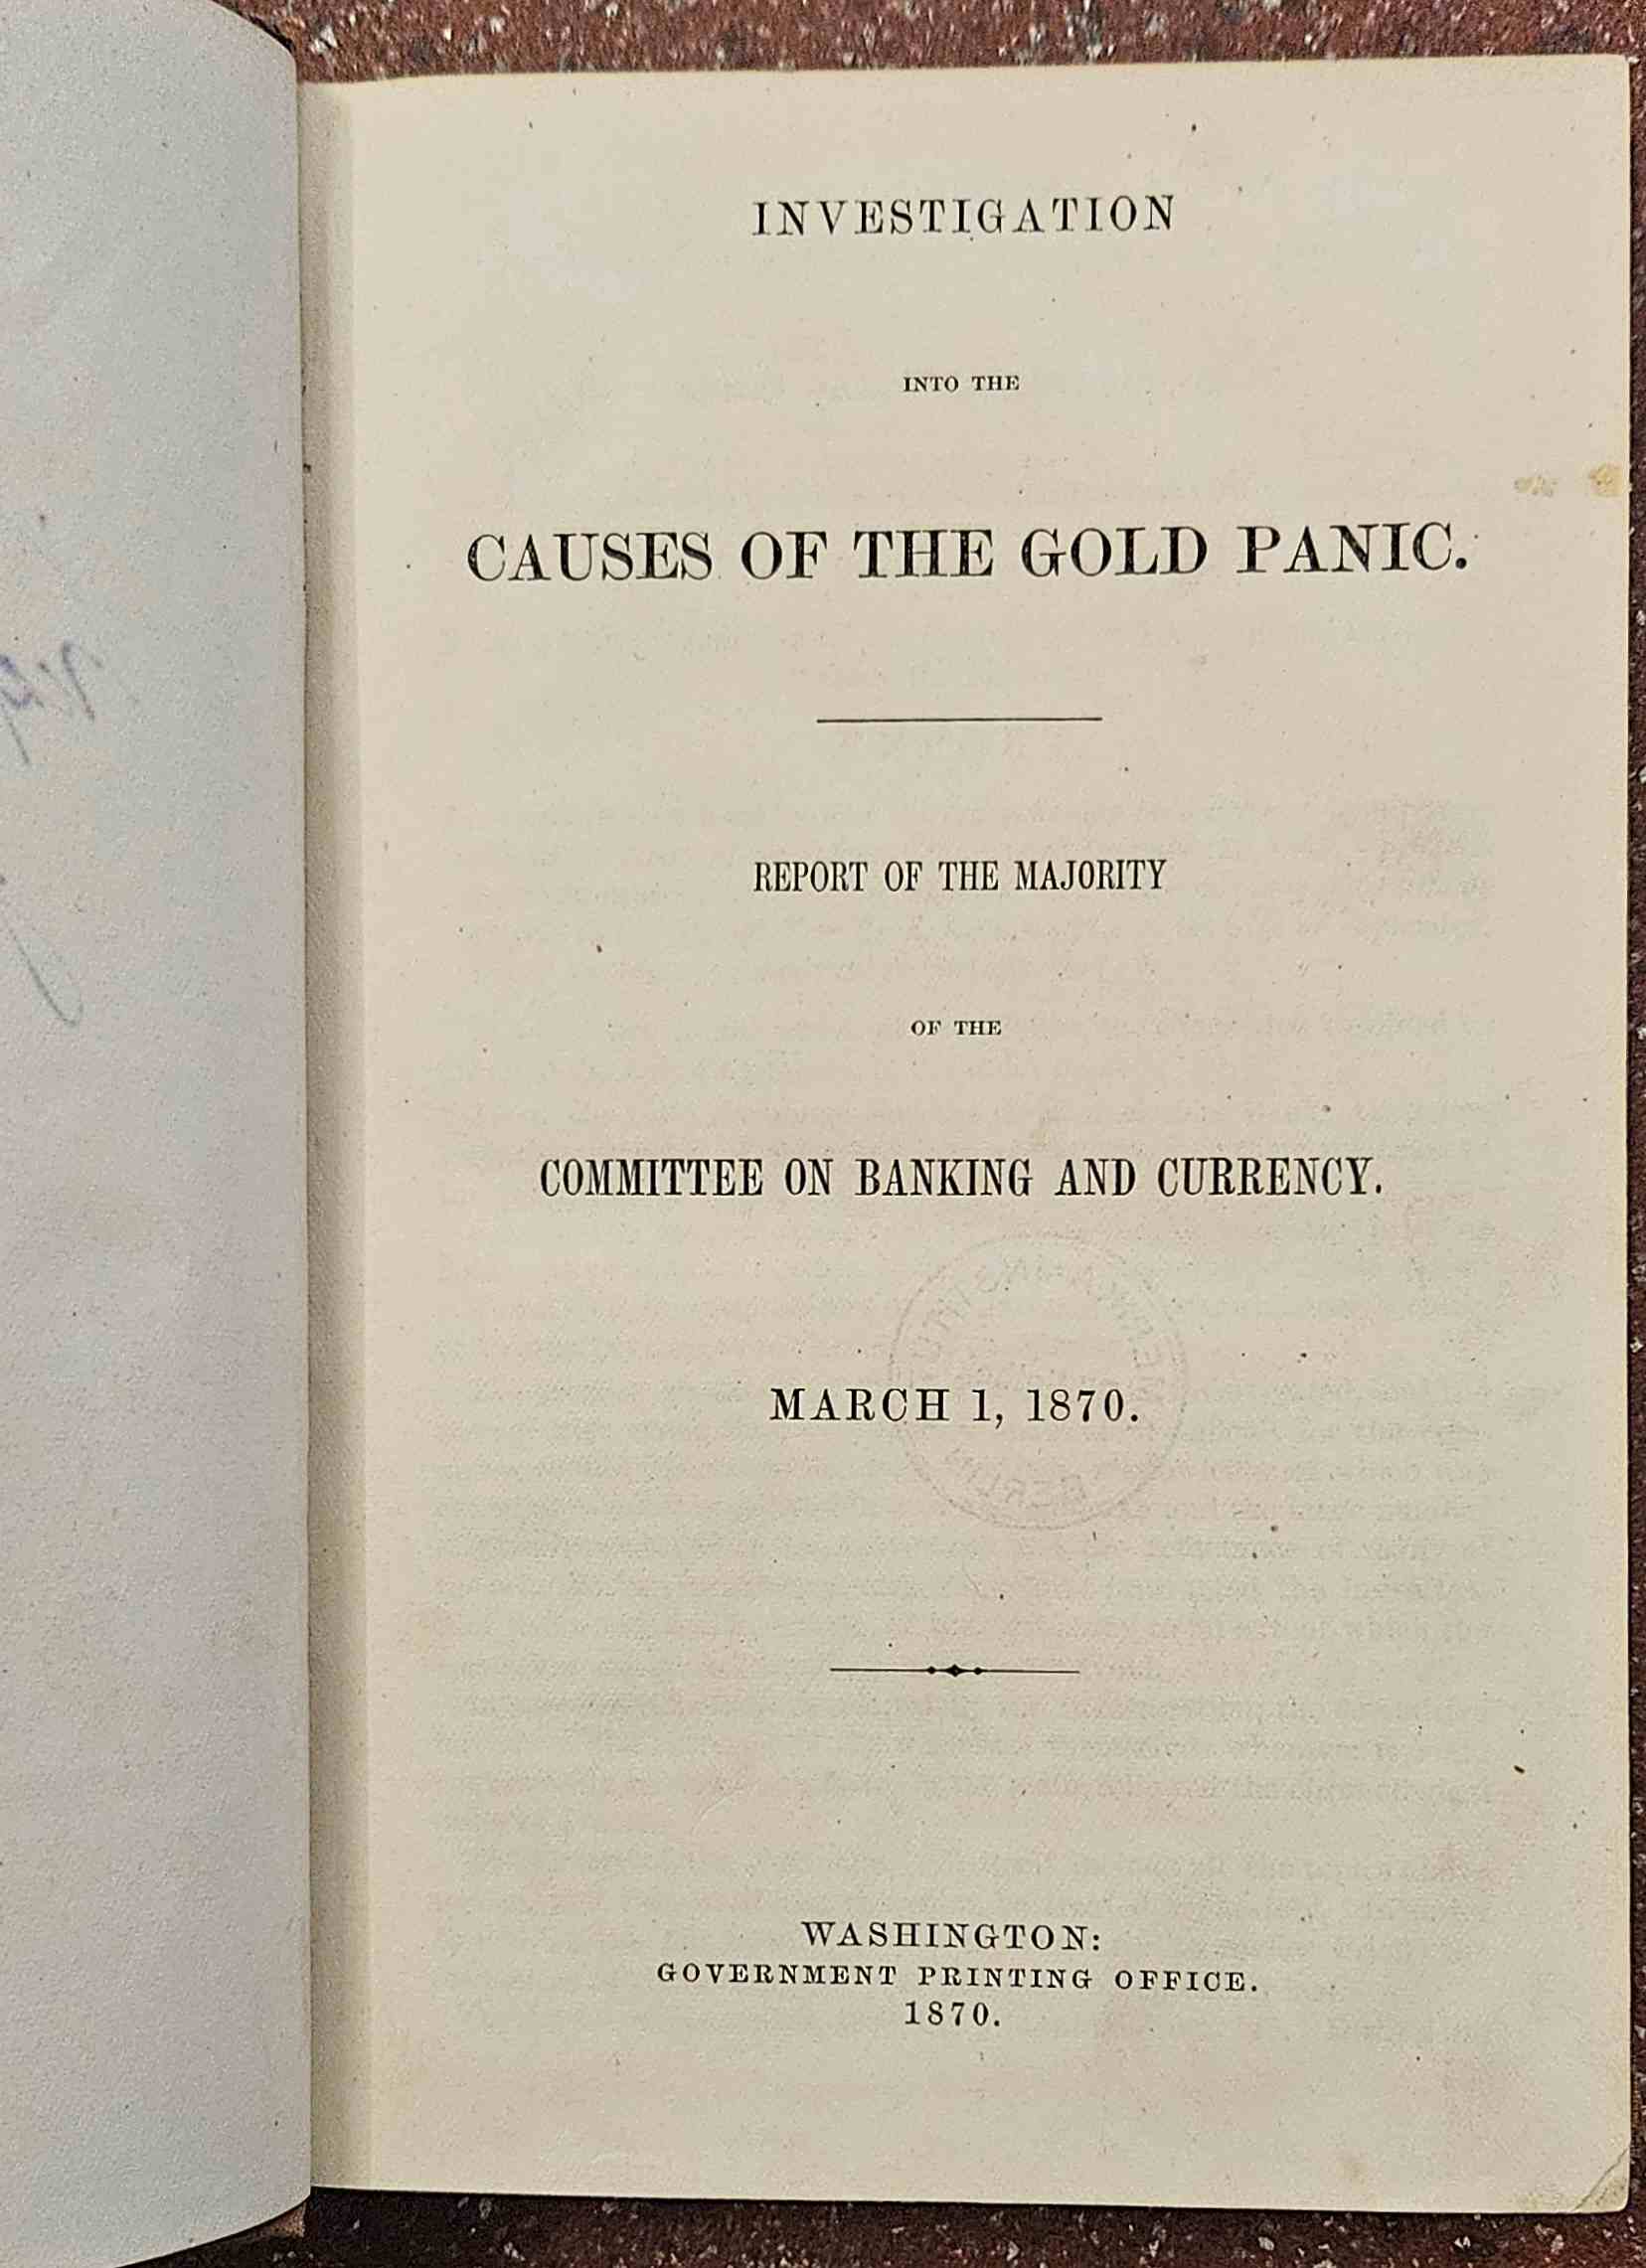 INVESTIGATION
INTO THE
CAUSES OF THE GOLD PANIC.
REPORT OF THE MAJORITY
OF THE
COMMITTEE ON BANKING AND CURRENCY.
MARCH 1, 1870.
BERLIN
WASHINGTON:
GOVERNMENT PRINTING OFFICE.
1870.